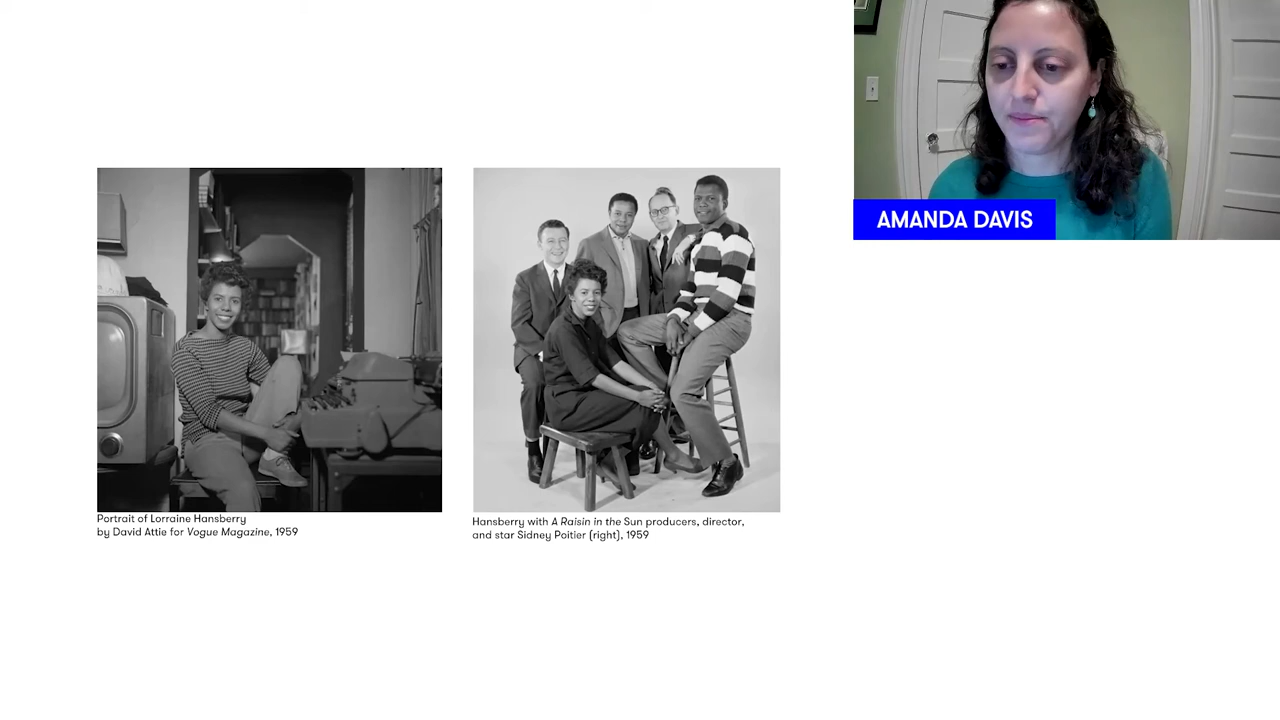 AMANDA DAVIS
Portrait of Lorraine Hansberry
by David Attie for Vogue Magazine, 1959
Hansberry with A Raisin in the Sun producers, director,
and star Sidney Poitier (right), 1959